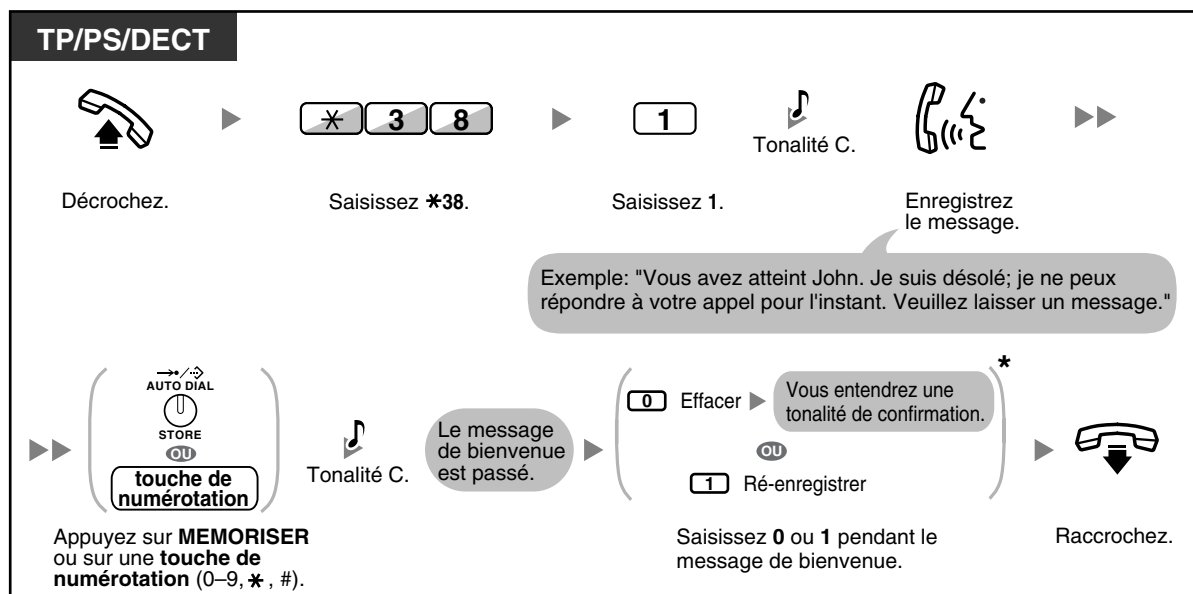 TP/PS/DECT
* 3 8
1
Tonalité C.
Décrochez.
Saisissez *38.
Saisissez 1.
Enregistrez
le message.
Exemple: "Vous avez atteint John. Je suis désolé; je ne peux
répondre à votre appel pour l'instant. Veuillez laisser un message."
AUTO DIAL
STORE
OU
touche de
numérotation
Tonalité C.
Le message
de bienvenue
est passé.
0 Effacer
Vous entendrez une
tonalité de confirmation.
OU
1 Ré-enregistrer
*
Appuyez sur MEMORISER
ou sur une touche de
numérotation (0–9, *, #).
Saisissez 0 ou 1 pendant le
message de bienvenue.
Raccrochez.